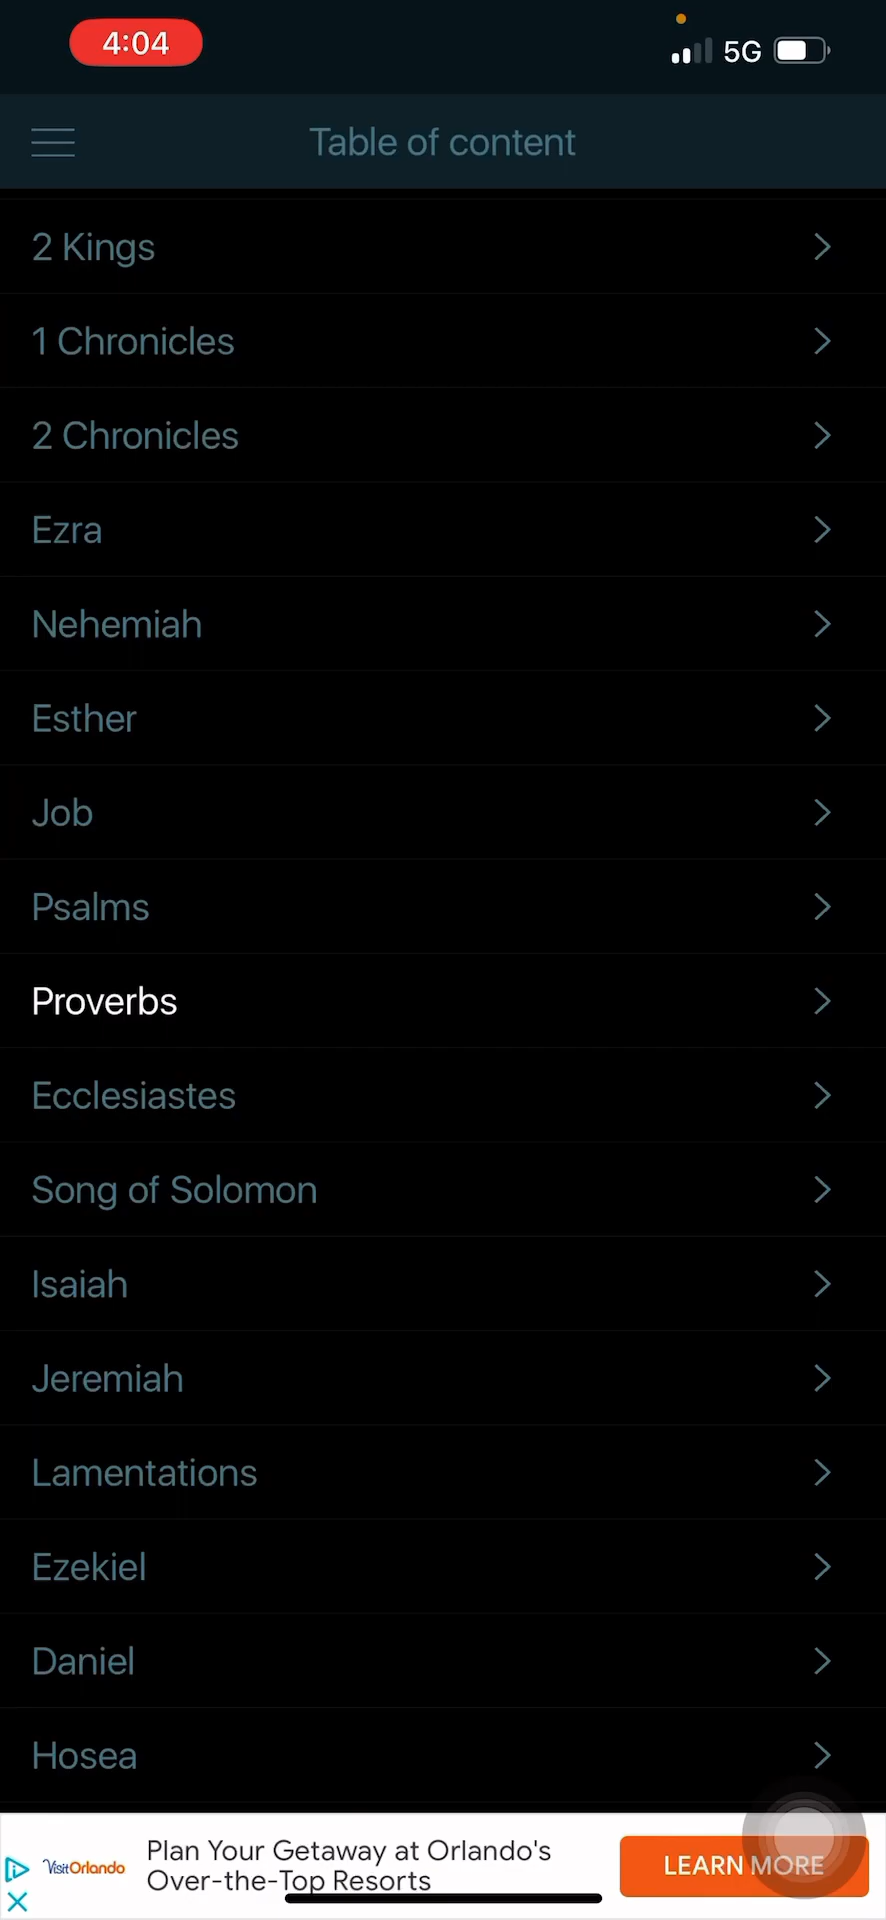 4:04
5G
Table of content
2 Kings
1 Chronicles
2 Chronicles
Ezra
Nehemiah
Esther
Job
Psalms
Proverbs
Ecclesiastes
Song of Solomon
Isaiah
Jeremiah
Lamentations
Ezekiel
Daniel
Hosea
Plan Your Getaway at Orlando's
Over-the-Top Resorts
VisitOrlando
LEARN MORE